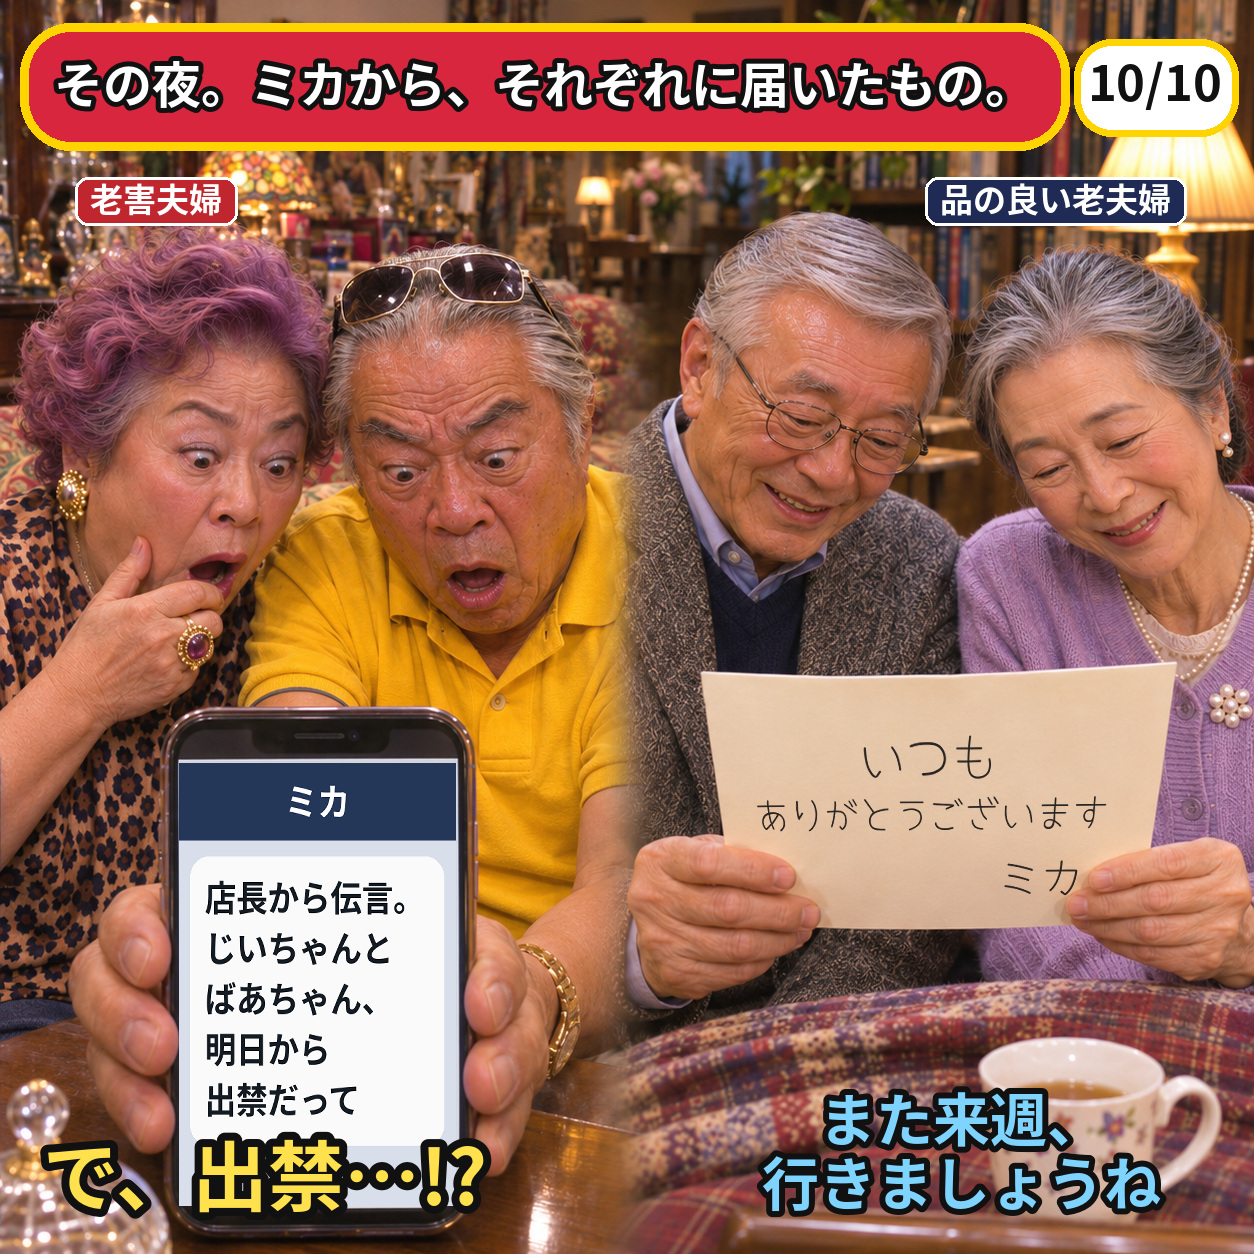 その夜。ミカから、それぞれに届いたもの。
10/10
老害夫婦
品の良い老夫婦
ミカ
店長から伝言。
じいちゃんと
ばあちゃん、
明日から
出禁だって
で、出禁…!?
いつも
ありがとうございます
ミカ
また来週、
行きましょうね